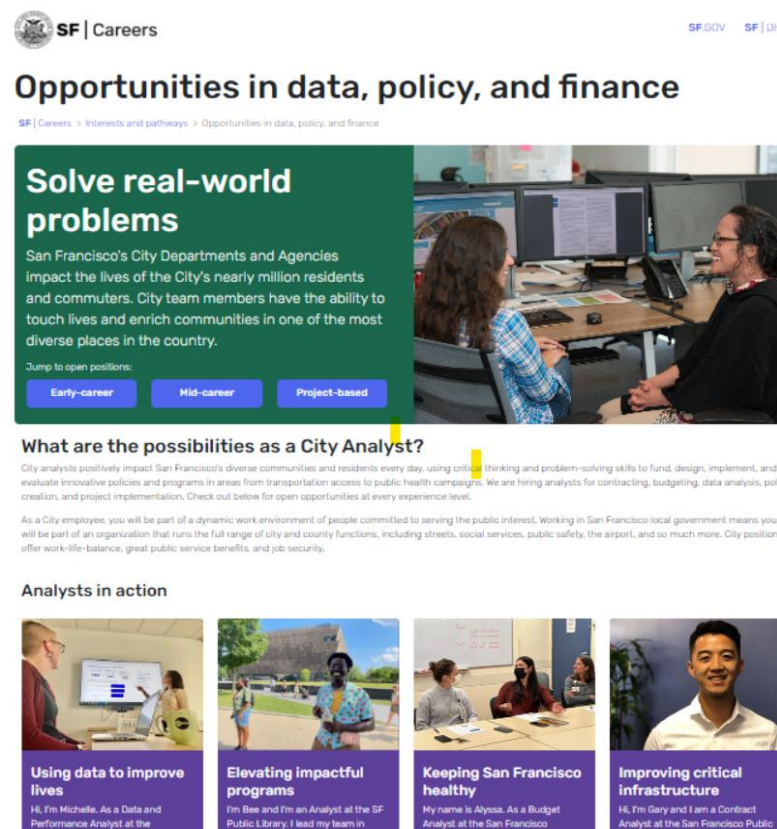 SF | Careers
SF.GOV SF |
Opportunities in data, policy, and finance
SF | Careers > Interests and pathways > Opportunities in data, policy, and finance
Solve real-world
problems
San Francisco's City Departments and Agencies
impact the lives of the City's nearly million residents
and commuters. City team members have the ability to
touch lives and enrich communities in one of the most
diverse places in the country.
Jump to open positions:
Early-career Mid-career Project-based
What are the possibilities as a City Analyst?
City analysts positively impact San Francisco's diverse communities and residents every day, using critical thinking and problem-solving skills to fund, design, implement, and
evaluate innovative policies and programs in areas from transportation access to public health campaigns. We are hiring analysts for contracting, budgeting, data analysis, pol
creation, and project implementation. Check out below for open opportunities at every experience level.
As a City employee, you will be part of a dynamic work environment of people committed to serving the public interest. Working in San Francisco local government means you
will be part of an organization that runs the full range of city and county functions, including streets, social services, public safety, the airport, and so much more. City position
offer work-life-balance, great public service benefits, and job security.
Analysts in action
Using data to improve
lives
Hi, I'm Michelle. As a Data and
Performance Analyst at the
Elevating impactful
programs
I'm Bee and I'm an Analyst at the SF
Public Library. I lead my team in
Keeping San Francisco
healthy
My name is Alyssa. As a Budget
Analyst at the San Francisco
Improving critical
infrastructure
Hi, I'm Gary and I am a Contract
Analyst at the San Francisco Public